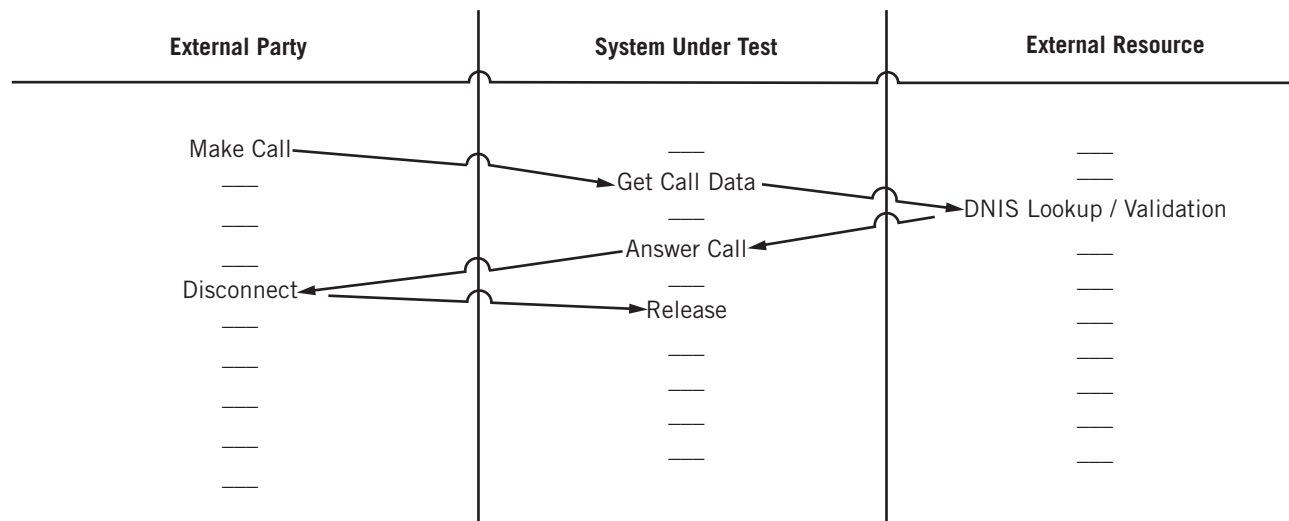 External Party
System Under Test
External Resource
Make Call
Get Call Data
DNIS Lookup / Validation
Answer Call
Disconnect
Release